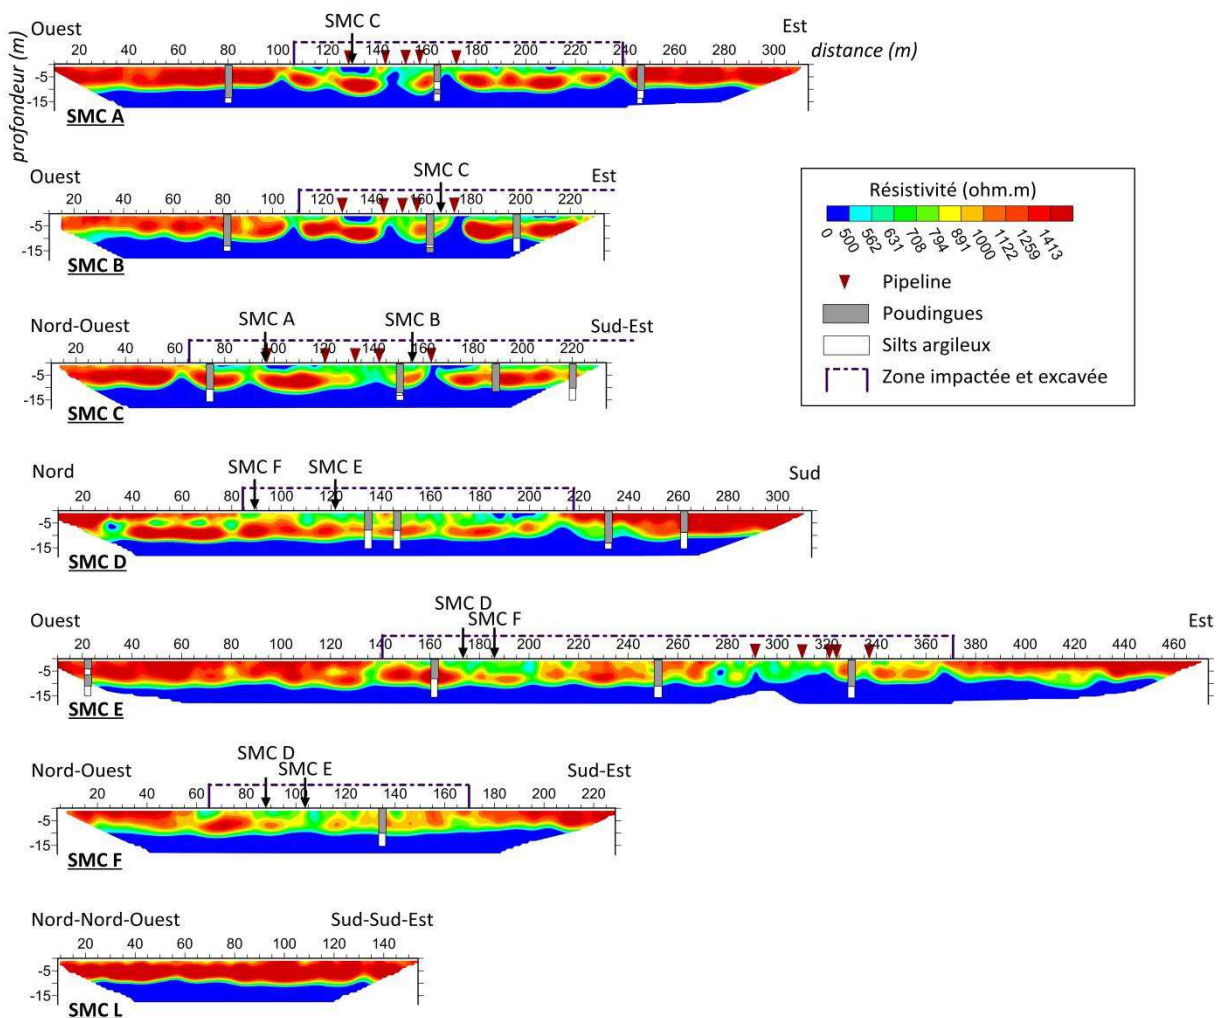 SMC C
Ouest Est
20 40 60 80 100 120 140 160 180 200 220 240 260 280 300 distance (m)
profondeur (m)
-5
-15
SMC A
SMC C
Ouest Est
20 40 60 80 100 120 140 160 180 200 220
-5
-15
SMC B
Résistivité (ohm.m)
0 500 562 631 708 794 891 1000 1122 1259 1413
Pipeline
Poudingues
Silts argileux
Zone impactée et excavée
Nord-Ouest SMC A SMC B Sud-Est
20 40 60 80 100 120 140 160 180 200 220
-5
-15
SMC C
Nord SMC F SMC E Sud
20 40 60 80 100 120 140 160 180 200 220 240 260 280 300
-5
-15
SMC D
SMC D
Ouest SMC F Est
20 40 60 80 100 120 140 160 180 200 220 240 260 280 300 320 340 360 380 400 420 440 460
-5
-15
SMC E
SMC D
Nord-Ouest SMC E Sud-Est
20 40 60 80 100 120 140 160 180 200 220
-5
-15
SMC F
Nord-Nord-Ouest Sud-Sud-Est
20 40 60 80 100 120 140
-5
-15
SMC L